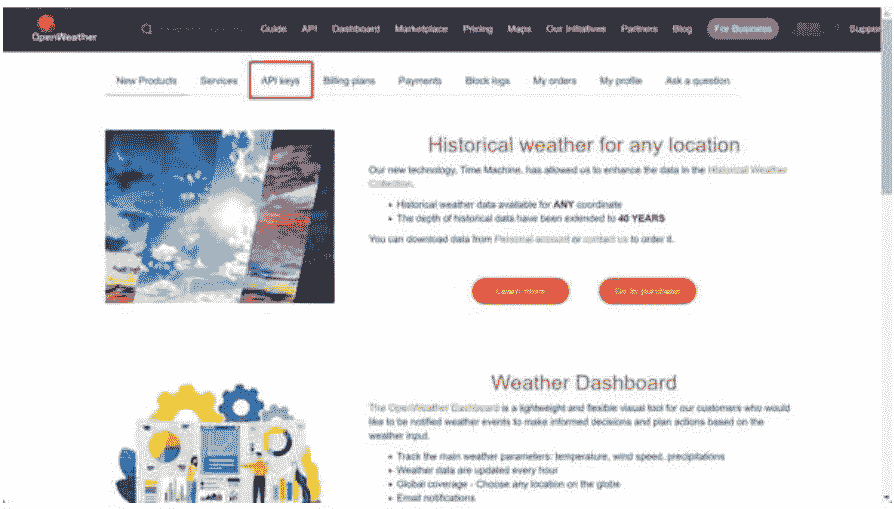 OpenWeather
Guide API Dashboard Marketplace Pricing Maps Our Initiatives Partners Blog For Business Support
New Products Services API keys Billing plans Payments Block logs My orders My profile Ask a question
Historical weather for any location
Our new technology, Time Machine, has allowed us to enhance the data in the Historical Weather
Collection.
• Historical weather data available for ANY coordinate
• The depth of historical data have been extended to 40 YEARS
You can download data from Personal account or contact us to order it.
Learn more Go to purchase
Weather Dashboard
The OpenWeather Dashboard is a lightweight and flexible visual tool for our customers who would
like to be notified weather events to make informed decisions and plan actions based on the
weather input.
• Track the main weather parameters: temperature, wind speed, precipitations
• Weather data are updated every hour
• Global coverage - Choose any location on the globe
• Email notifications